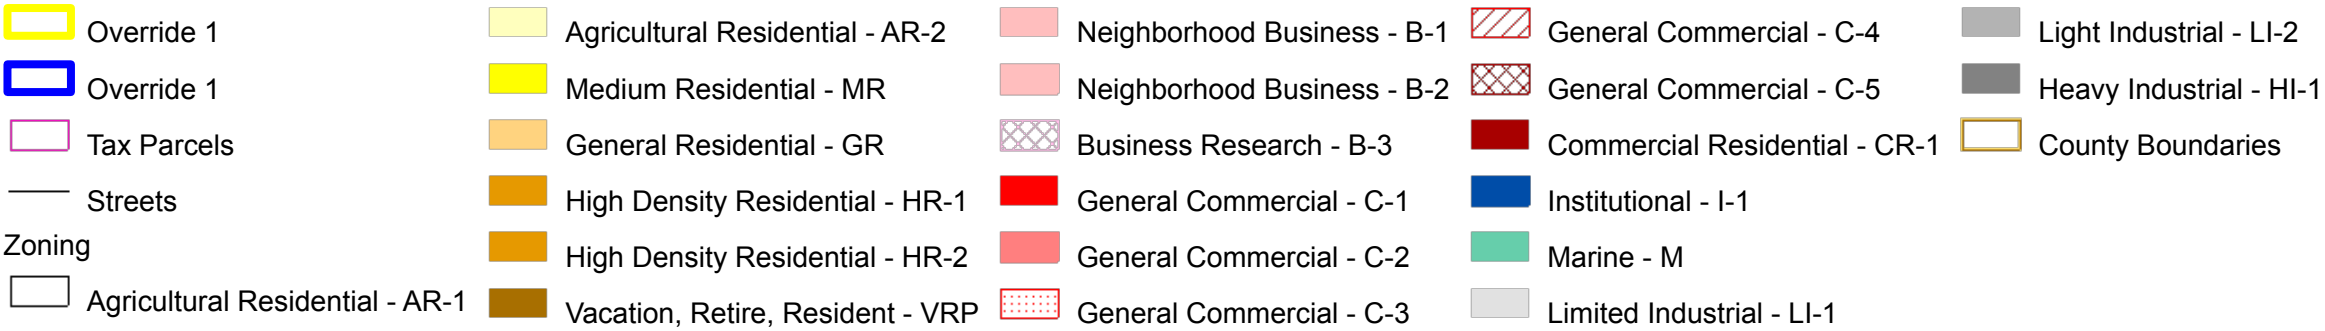 Override 1
Override 1
Tax Parcels
Streets
Zoning
Agricultural Residential - AR-1
Agricultural Residential - AR-2
Medium Residential - MR
General Residential - GR
High Density Residential - HR-1
High Density Residential - HR-2
Vacation, Retire, Resident - VRP
Neighborhood Business - B-1
Neighborhood Business - B-2
Business Research - B-3
General Commercial - C-1
General Commercial - C-2
General Commercial - C-3
General Commercial - C-4
General Commercial - C-5
Commercial Residential - CR-1
Institutional - I-1
Marine - M
Limited Industrial - LI-1
Light Industrial - LI-2
Heavy Industrial - HI-1
County Boundaries